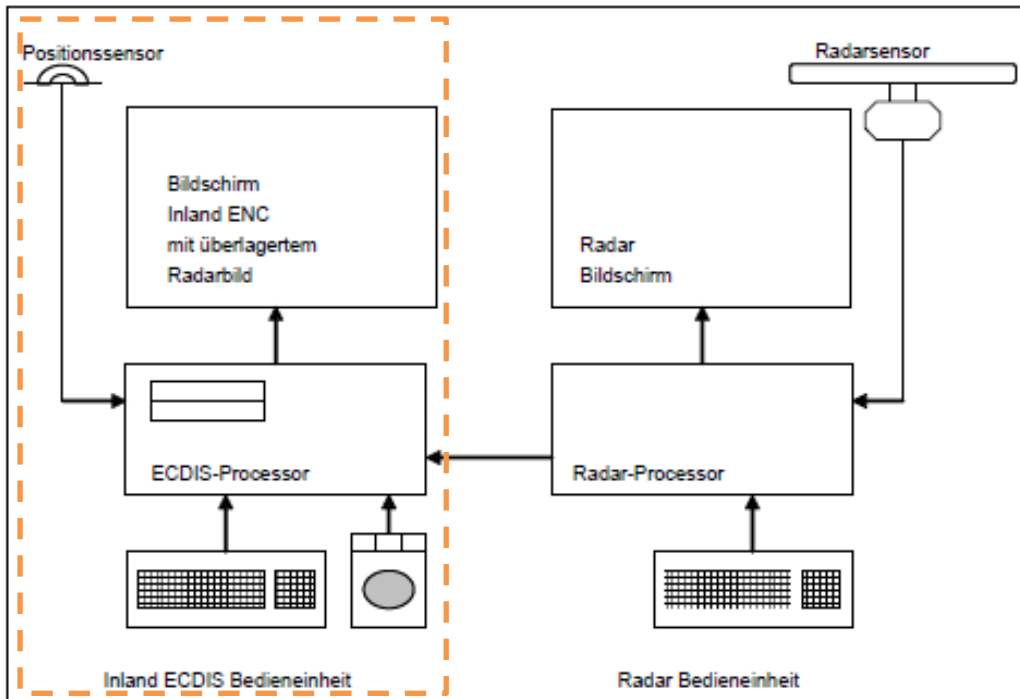 Positionssensor
Radarsensor
Bildschirm
Inland ENC
mit überlagertem
Radarbild
Radar
Bildschirm
ECDIS-Processor
Radar-Processor
Inland ECDIS Bedieneinheit
Radar Bedieneinheit